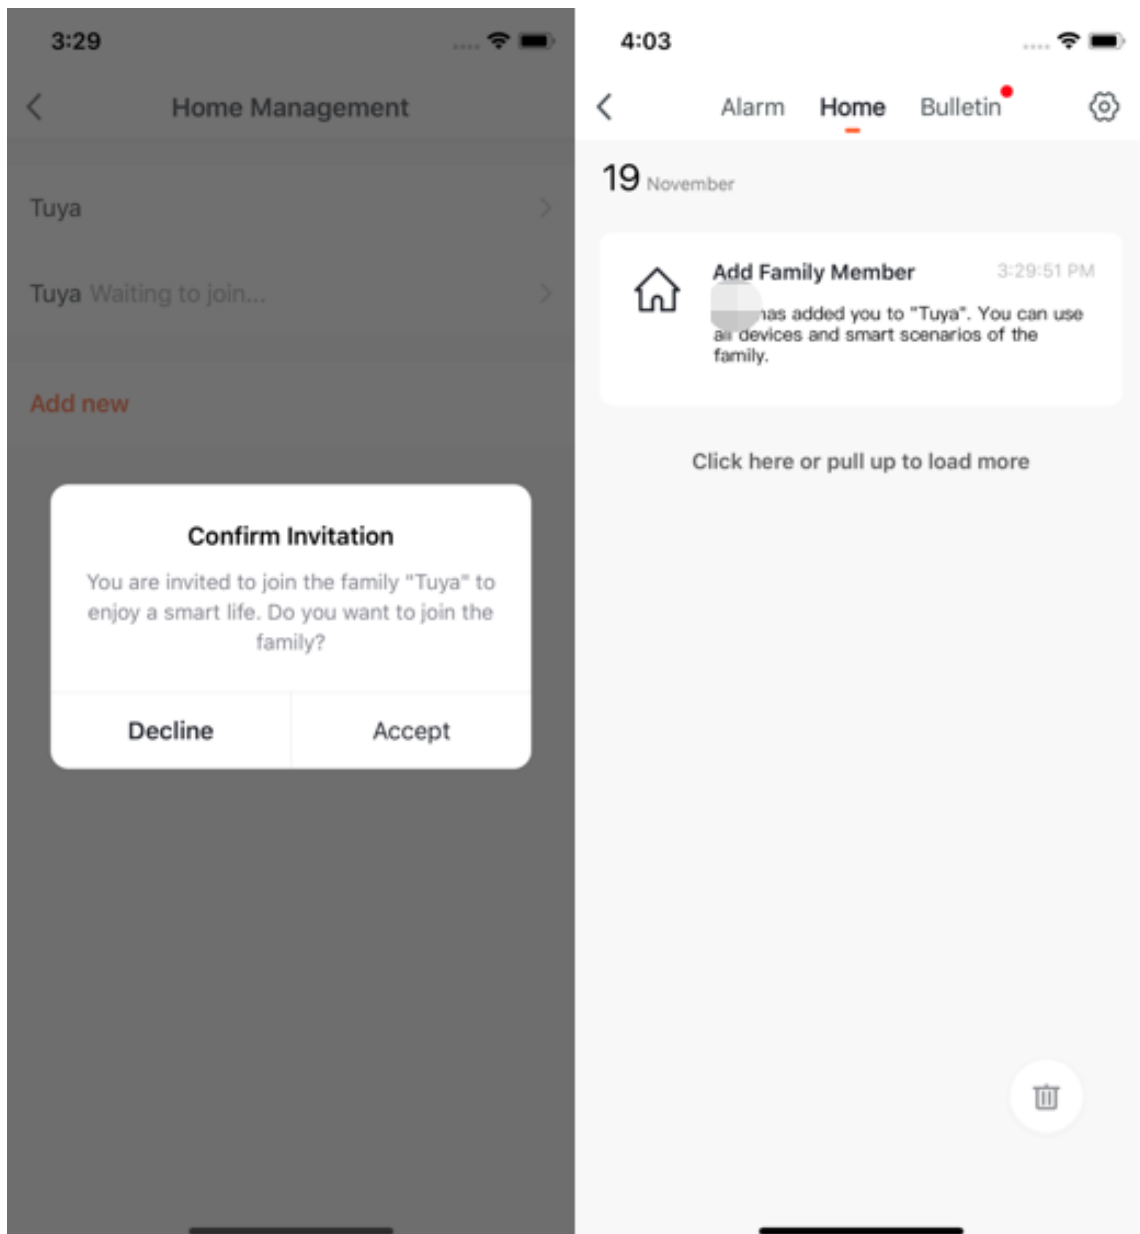 3:29
Home Management
Tuya
Tuya Waiting to join...
Add new
Confirm Invitation
You are invited to join the family "Tuya" to
enjoy a smart life. Do you want to join the
family?
Decline
Accept
4:03
Alarm
Home
Bulletin
19 November
Add Family Member
3:29:51 PM
has added you to "Tuya". You can use
all devices and smart scenarios of the
family.
Click here or pull up to load more